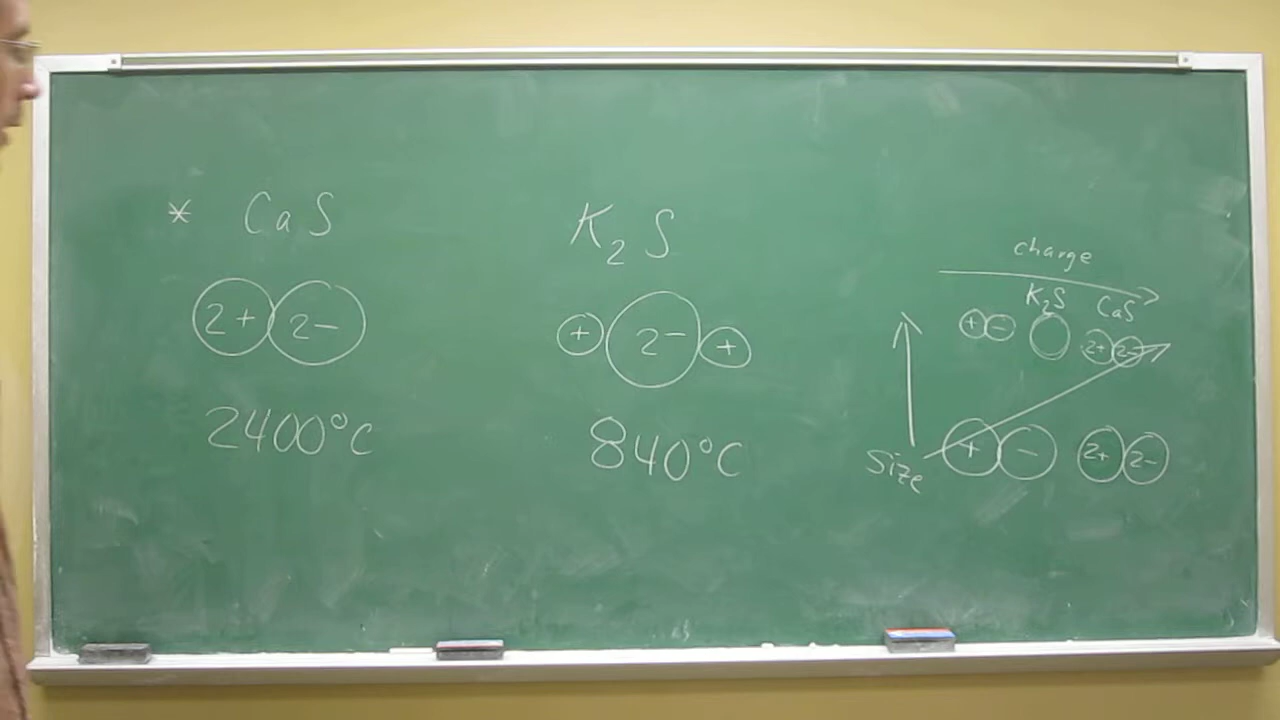 * CaS
2+ 2-
2400°C
K₂S
+ 2- +
840°C
charge
K₂S CaS
+ - 2+ 2-
size
+ - 2+ 2-